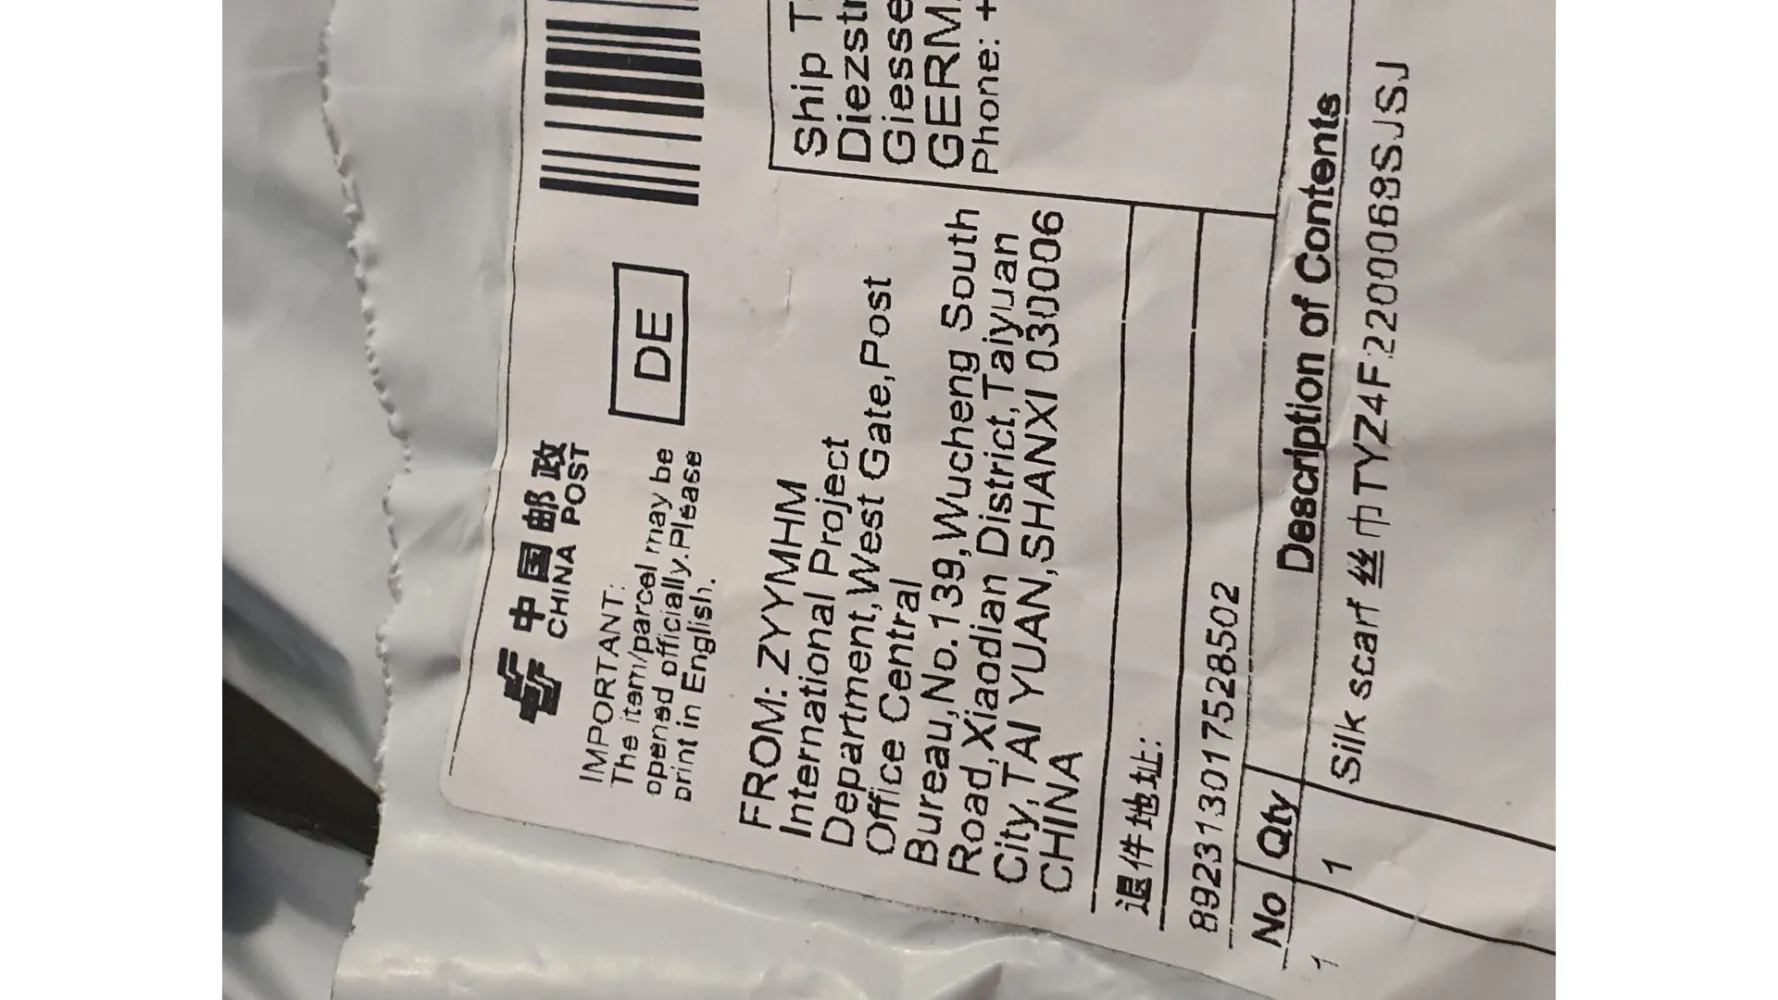 中国邮政
CHINA POST
DE
IMPORTANT:
The item/parcel may be
opened officially.Please
print in English.
FROM: ZYYMHM
International Project
Department,West Gate,Post
Office Central
Bureau,No.139,Wucheng South
Road,Xiaodian District,Taiyuan
City,TAI YUAN,SHANXI 030006
CHINA
Ship
GERM
Phone: +
退件地址:
89231301752​8502
No Qty Description of Contents
1 1 Silk scarf 丝巾TYZ4F2200068SJSJ